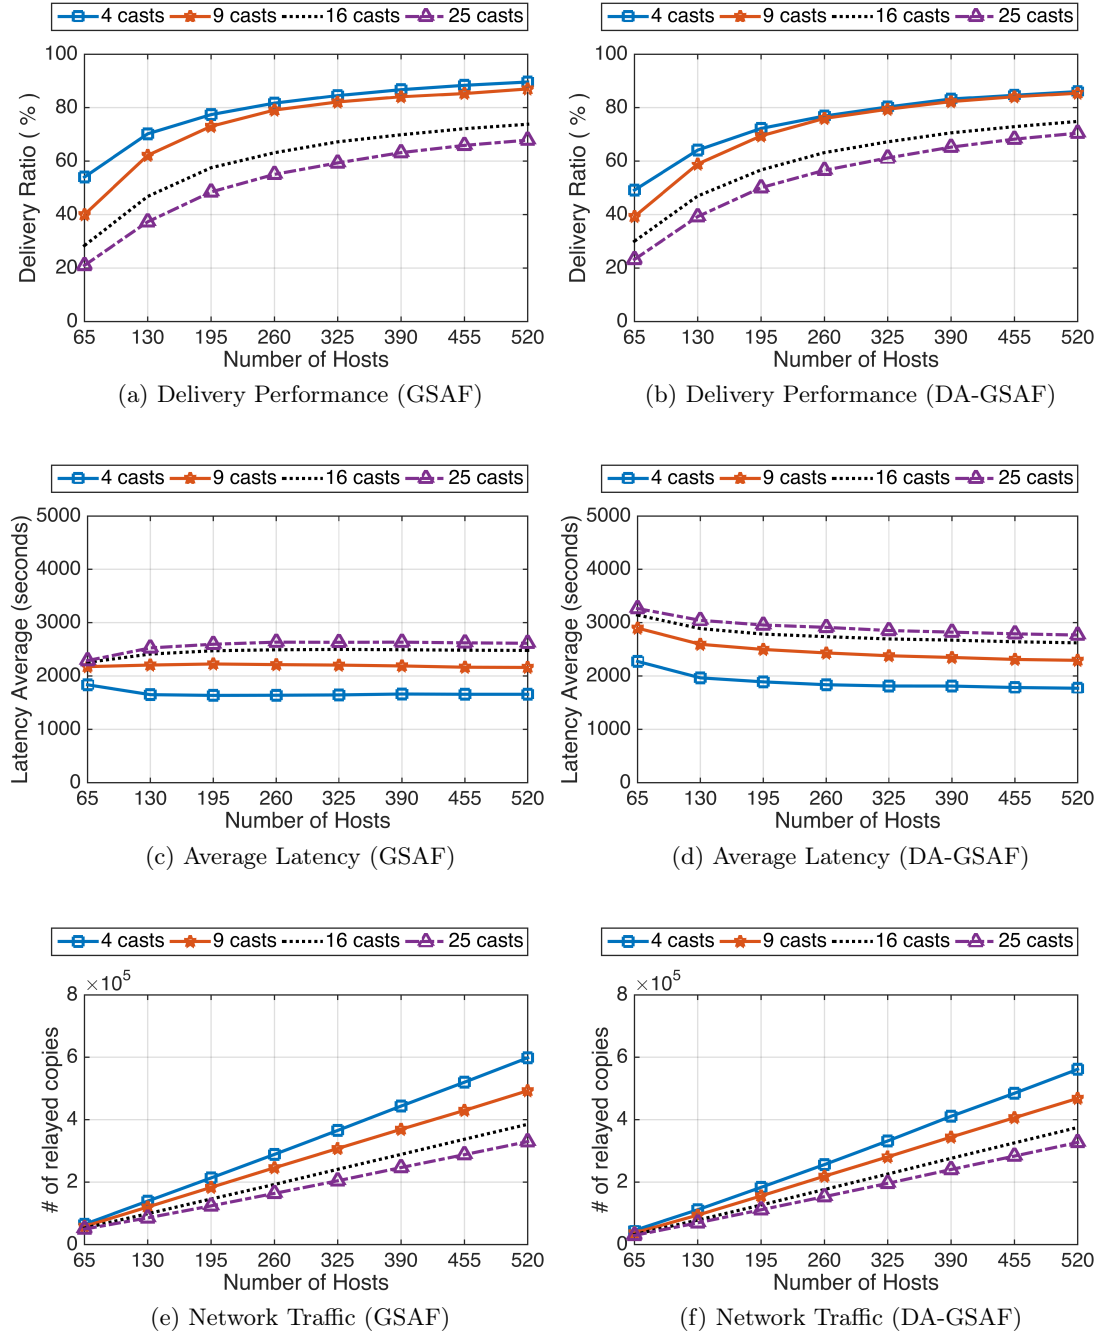 4 casts 9 casts 16 casts 25 casts
Delivery Ratio ( % )
100
80
60
40
20
0
65 130 195 260 325 390 455 520
Number of Hosts
(a) Delivery Performance (GSAF)
4 casts 9 casts 16 casts 25 casts
Delivery Ratio ( % )
100
80
60
40
20
0
65 130 195 260 325 390 455 520
Number of Hosts
(b) Delivery Performance (DA-GSAF)
4 casts 9 casts 16 casts 25 casts
Latency Average (seconds)
5000
4000
3000
2000
1000
0
65 130 195 260 325 390 455 520
Number of Hosts
(c) Average Latency (GSAF)
4 casts 9 casts 16 casts 25 casts
Latency Average (seconds)
5000
4000
3000
2000
1000
0
65 130 195 260 325 390 455 520
Number of Hosts
(d) Average Latency (DA-GSAF)
4 casts 9 casts 16 casts 25 casts
×10⁵
# of relayed copies
8
6
4
2
0
65 130 195 260 325 390 455 520
Number of Hosts
(e) Network Traffic (GSAF)
4 casts 9 casts 16 casts 25 casts
×10⁵
# of relayed copies
8
6
4
2
0
65 130 195 260 325 390 455 520
Number of Hosts
(f) Network Traffic (DA-GSAF)